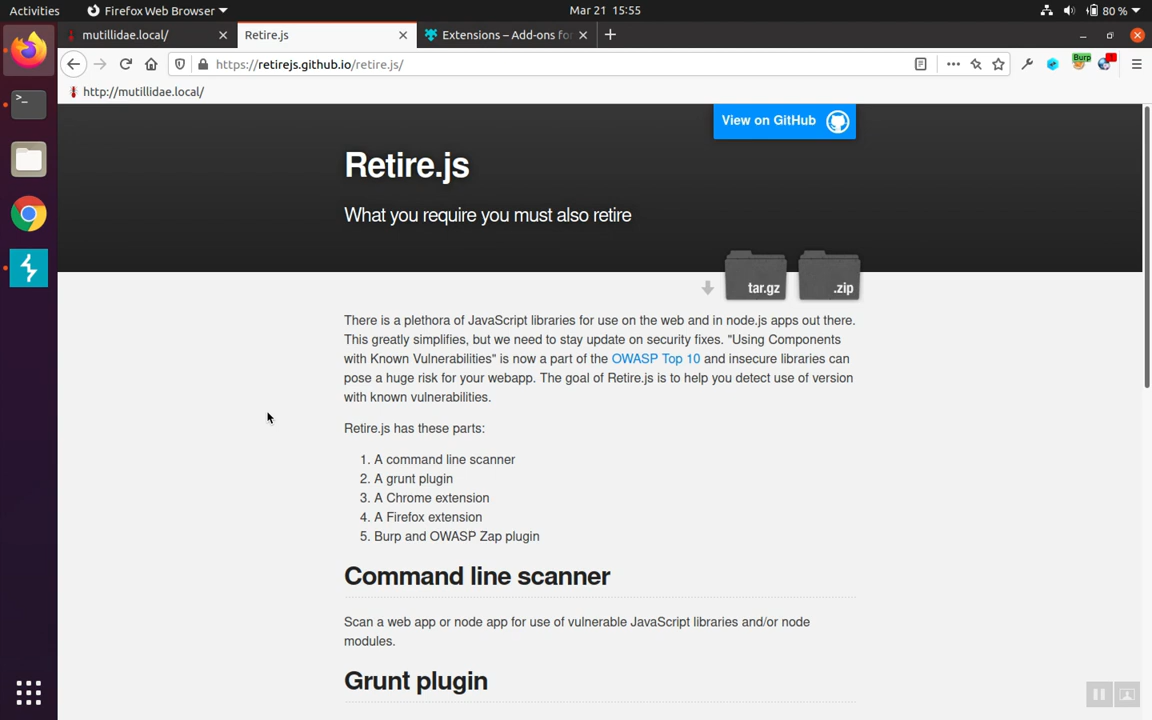 Activities
Firefox Web Browser
Mar 21 15:55
80 %
mutillidae.local/
Retire.js
Extensions – Add-ons for
https://retirejs.github.io/retire.js/
Burp
http://mutillidae.local/
View on GitHub
Retire.js
What you require you must also retire
tar.gz
.zip
There is a plethora of JavaScript libraries for use on the web and in node.js apps out there.
This greatly simplifies, but we need to stay update on security fixes. "Using Components
with Known Vulnerabilities" is now a part of the OWASP Top 10 and insecure libraries can
pose a huge risk for your webapp. The goal of Retire.js is to help you detect use of version
with known vulnerabilities.
Retire.js has these parts:
1. A command line scanner
2. A grunt plugin
3. A Chrome extension
4. A Firefox extension
5. Burp and OWASP Zap plugin
Command line scanner
Scan a web app or node app for use of vulnerable JavaScript libraries and/or node
modules.
Grunt plugin